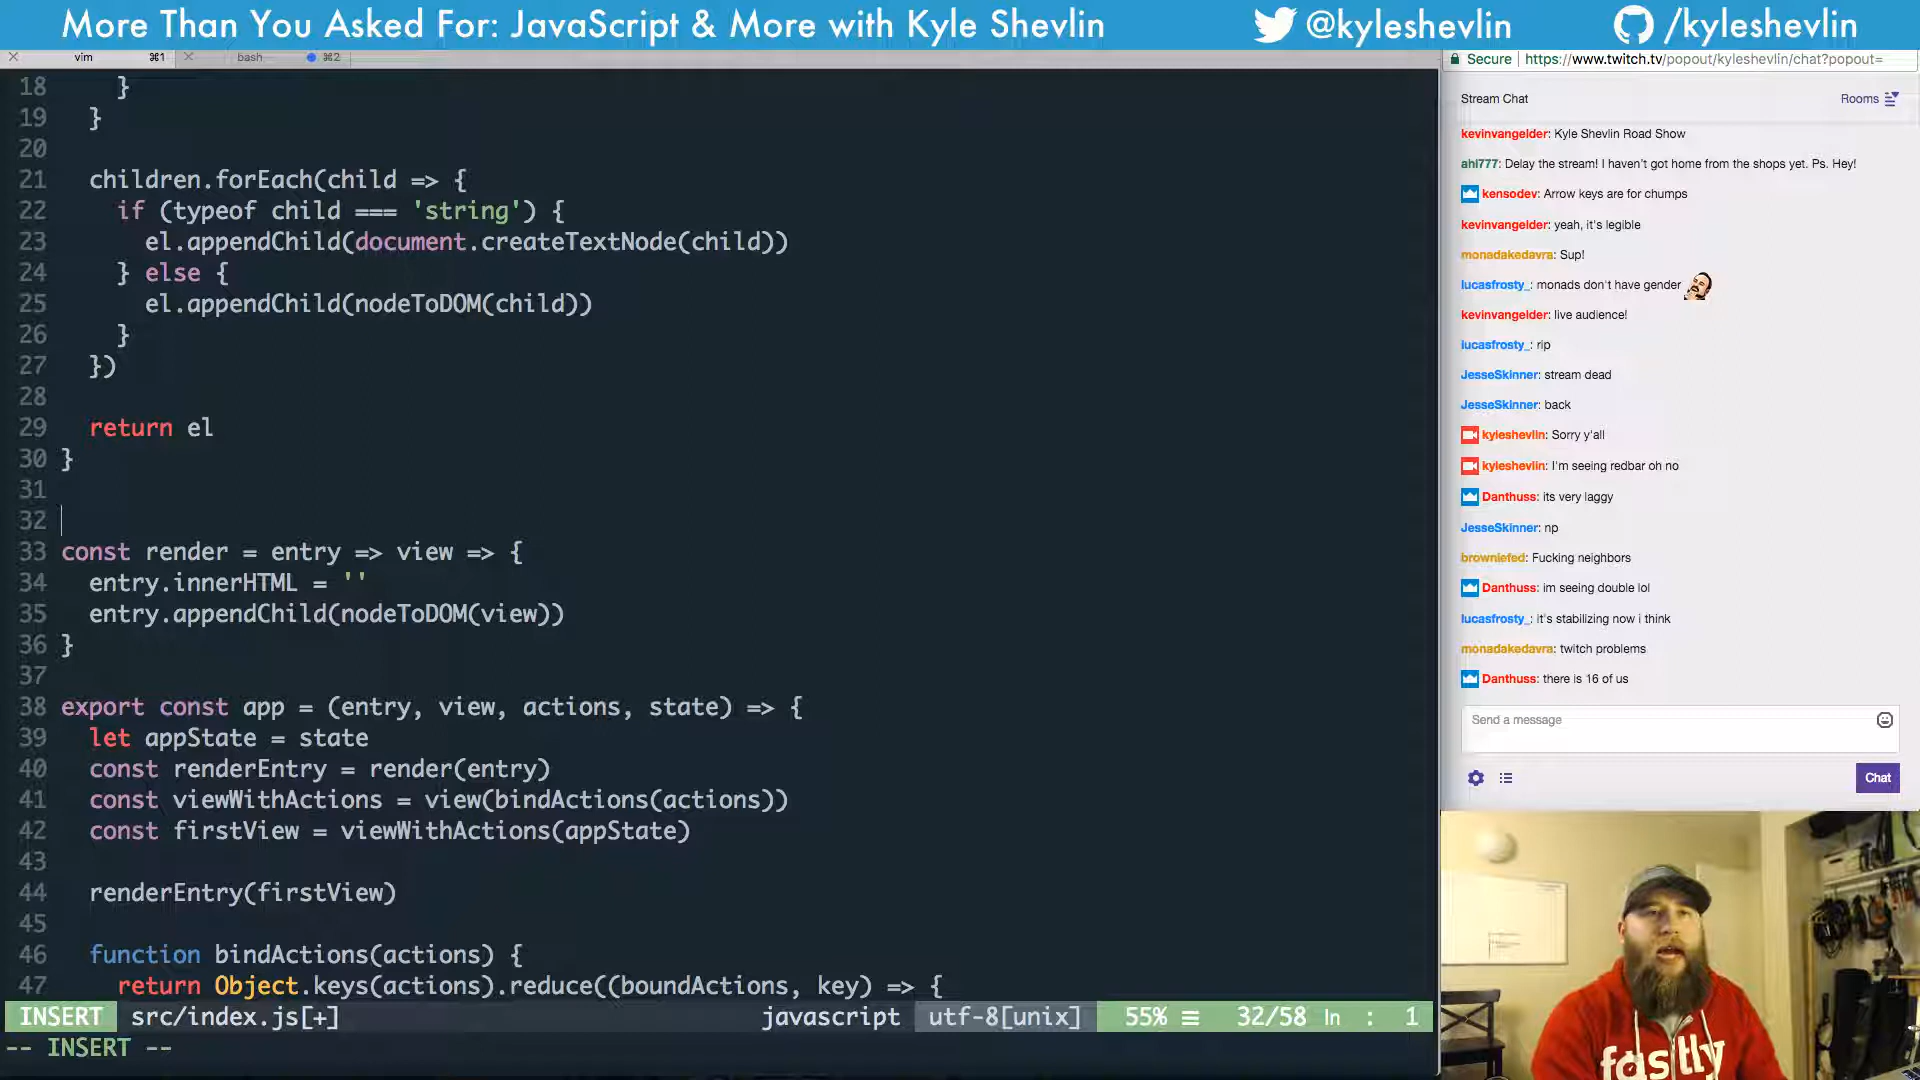 More Than You Asked For: JavaScript & More with Kyle Shevlin
@kyleshevlin
/kyleshevlin
vim ⌘1
bash ⌘2
18 }
19 }
20
21 children.forEach(child => {
22 if (typeof child === 'string') {
23 el.appendChild(document.createTextNode(child))
24 } else {
25 el.appendChild(nodeToDOM(child))
26 }
27 })
28
29 return el
30 }
31
32
33 const render = entry => view => {
34 entry.innerHTML = ''
35 entry.appendChild(nodeToDOM(view))
36 }
37
38 export const app = (entry, view, actions, state) => {
39 let appState = state
40 const renderEntry = render(entry)
41 const viewWithActions = view(bindActions(actions))
42 const firstView = viewWithActions(appState)
43
44 renderEntry(firstView)
45
46 function bindActions(actions) {
47 return Object.keys(actions).reduce((boundActions, key) => {
INSERT src/index.js[+] javascript utf-8[unix] 55% ≡ 32/58 ln : 1
-- INSERT --
Secure https://www.twitch.tv/popout/kyleshevlin/chat?popout=
Stream Chat Rooms
kevinvangelder: Kyle Shevlin Road Show
ahl777: Delay the stream! I haven't got home from the shops yet. Ps. Hey!
kensodev: Arrow keys are for chumps
kevinvangelder: yeah, it's legible
monadakedavra: Sup!
lucasfrosty_: monads don't have gender
kevinvangelder: live audience!
lucasfrosty_: rip
JesseSkinner: stream dead
JesseSkinner: back
kyleshevlin: Sorry y'all
kyleshevlin: I'm seeing redbar oh no
Danthuss: its very laggy
JesseSkinner: np
browniefed: Fucking neighbors
Danthuss: im seeing double lol
lucasfrosty_: it's stabilizing now i think
monadakedavra: twitch problems
Danthuss: there is 16 of us
Send a message
Chat
fastly